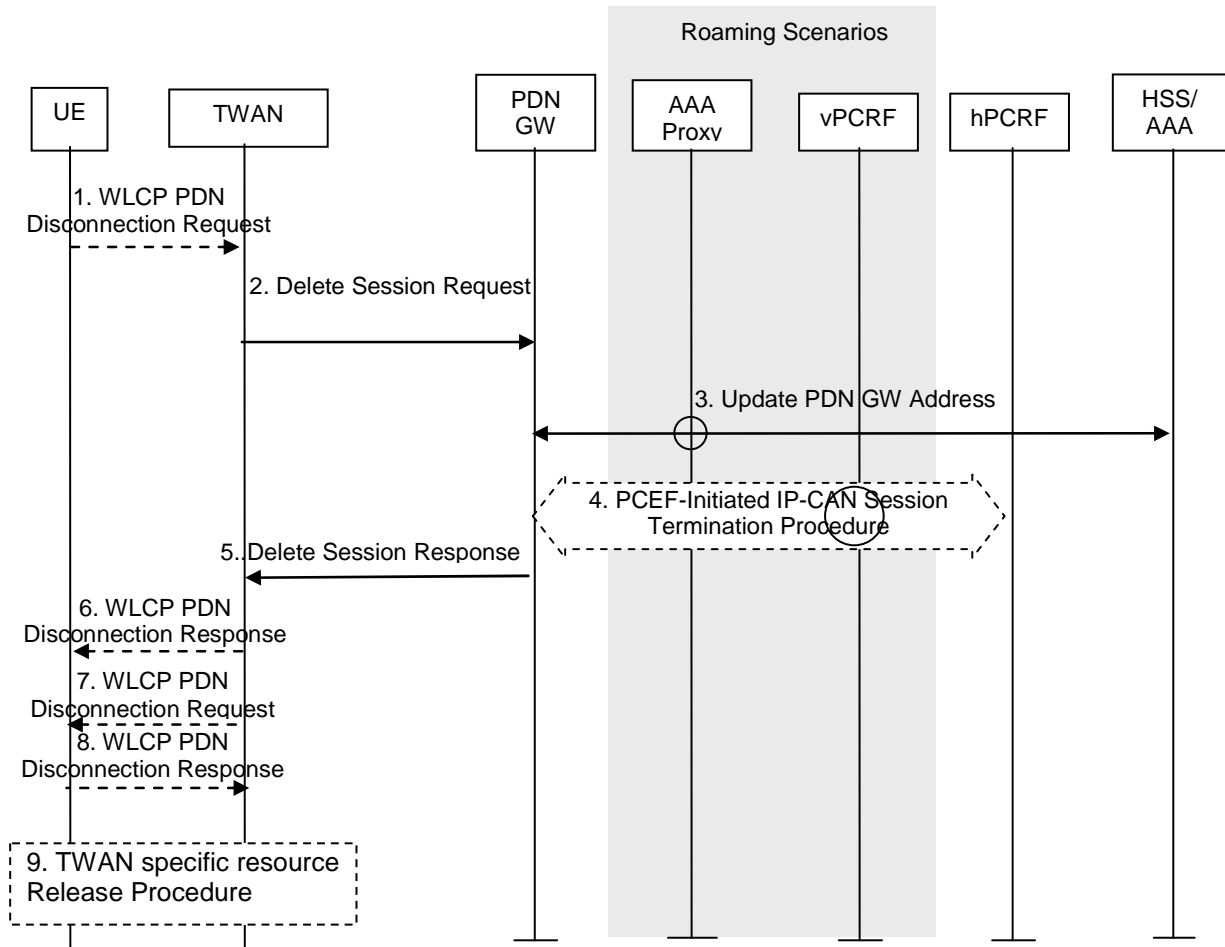 Roaming Scenarios
UE
TWAN
PDN
GW
AAA
Proxy
vPCRF
hPCRF
HSS/
AAA
1. WLCP PDN
Disconnection Request
2. Delete Session Request
3. Update PDN GW Address
4. PCEF-Initiated IP-CAN Session
Termination Procedure
5. Delete Session Response
6. WLCP PDN
Disconnection Response
7. WLCP PDN
Disconnection Request
8. WLCP PDN
Disconnection Response
9. TWAN specific resource
Release Procedure